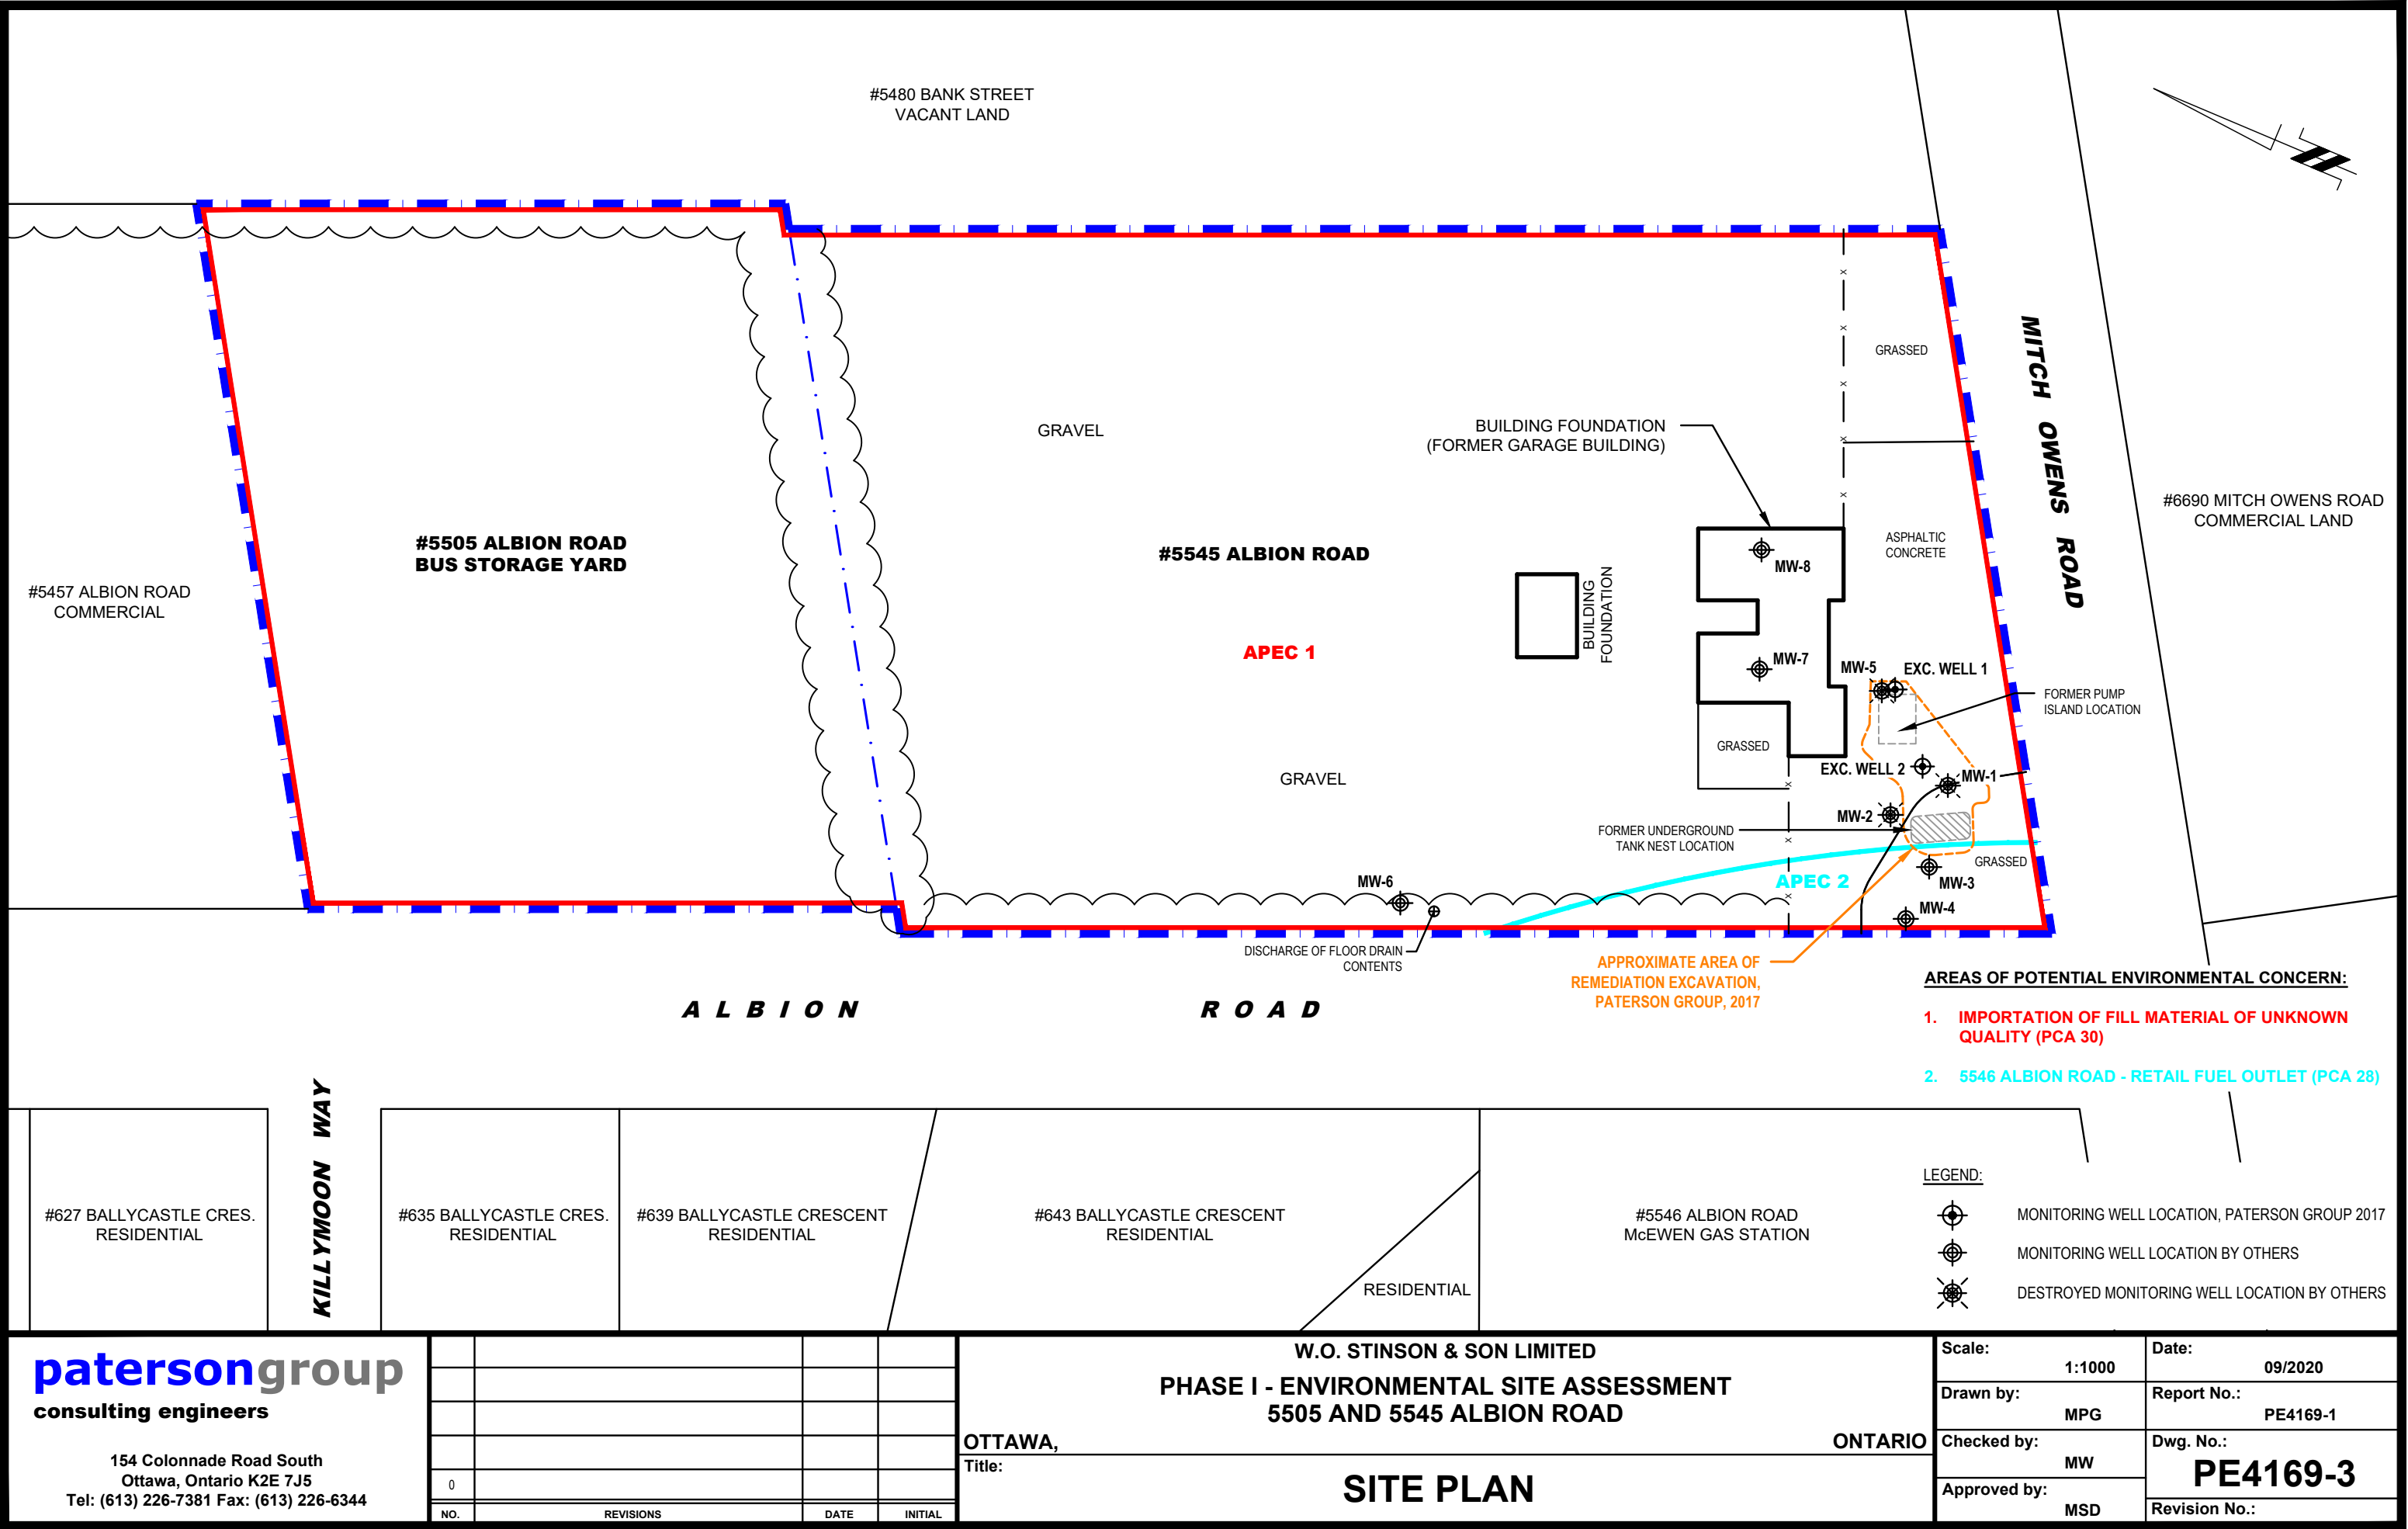 #5480 BANK STREET
VACANT LAND
#5457 ALBION ROAD
COMMERCIAL
#5505 ALBION ROAD
BUS STORAGE YARD
GRAVEL
#5545 ALBION ROAD
APEC 1
GRAVEL
BUILDING FOUNDATION
(FORMER GARAGE BUILDING)
BUILDING
FOUNDATION
MW-8
MW-7
GRASSED
GRASSED
ASPHALTIC
CONCRETE
MITCH OWENS ROAD
#6690 MITCH OWENS ROAD
COMMERCIAL LAND
MW-5
EXC. WELL 1
FORMER PUMP
ISLAND LOCATION
EXC. WELL 2
MW-1
MW-2
FORMER UNDERGROUND
TANK NEST LOCATION
GRASSED
APEC 2
MW-3
MW-4
MW-6
DISCHARGE OF FLOOR DRAIN
CONTENTS
APPROXIMATE AREA OF
REMEDIATION EXCAVATION,
PATERSON GROUP, 2017
ALBION ROAD
AREAS OF POTENTIAL ENVIRONMENTAL CONCERN:
1. IMPORTATION OF FILL MATERIAL OF UNKNOWN
QUALITY (PCA 30)
2. 5546 ALBION ROAD - RETAIL FUEL OUTLET (PCA 28)
KILLYMOON WAY
#627 BALLYCASTLE CRES.
RESIDENTIAL
#635 BALLYCASTLE CRES.
RESIDENTIAL
#639 BALLYCASTLE CRESCENT
RESIDENTIAL
#643 BALLYCASTLE CRESCENT
RESIDENTIAL
RESIDENTIAL
#5546 ALBION ROAD
McEWEN GAS STATION
LEGEND:
MONITORING WELL LOCATION, PATERSON GROUP 2017
MONITORING WELL LOCATION BY OTHERS
DESTROYED MONITORING WELL LOCATION BY OTHERS
patersongroup
consulting engineers
154 Colonnade Road South
Ottawa, Ontario K2E 7J5
Tel: (613) 226-7381 Fax: (613) 226-6344
0
NO. REVISIONS DATE INITIAL
W.O. STINSON & SON LIMITED
PHASE I - ENVIRONMENTAL SITE ASSESSMENT
5505 AND 5545 ALBION ROAD
OTTAWA, ONTARIO
Title:
SITE PLAN
Scale:
1:1000
Date:
09/2020
Drawn by:
MPG
Report No.:
PE4169-1
Checked by:
MW
Dwg. No.:
PE4169-3
Approved by:
MSD
Revision No.: